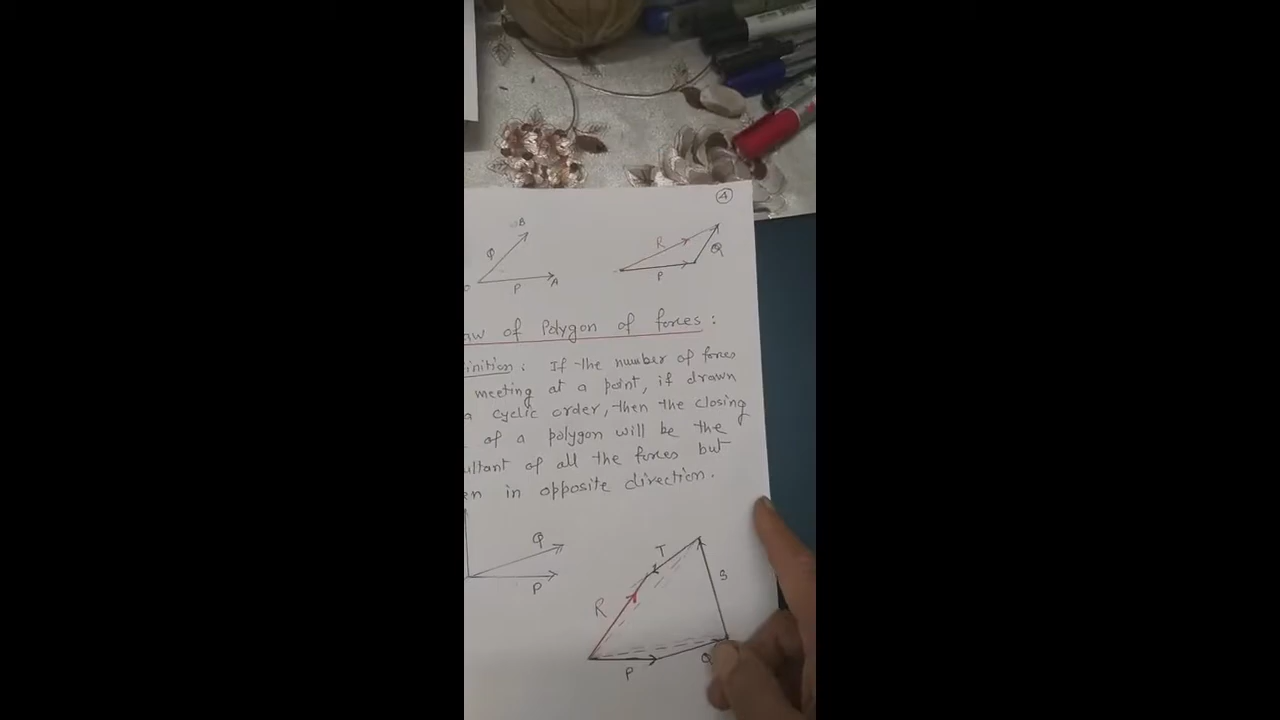 4
B
Q
P
A
R
Q
P
aw of Polygon of forces :
inition : If the number of forces
meeting at a point, if drawn
a cyclic order, then the closing
of a polygon will be the
ultant of all the forces but
en in opposite direction.
Q
P
T
S
R
P
Q